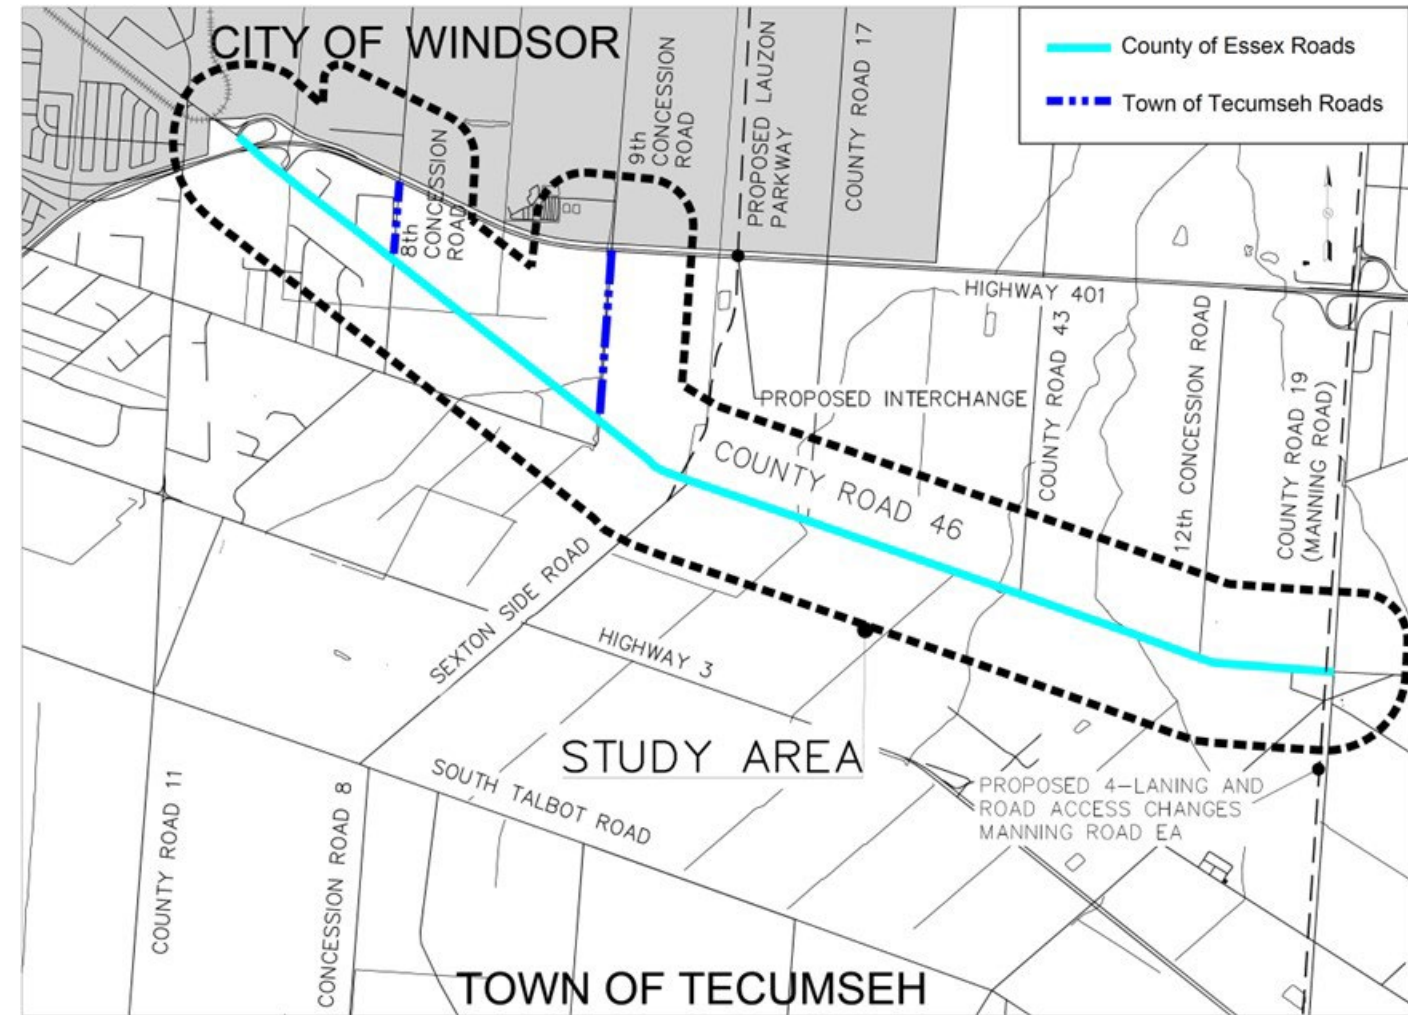 CITY OF WINDSOR
County of Essex Roads
Town of Tecumseh Roads
8th
CONCESSION
ROAD
9th
CONCESSION
ROAD
PROPOSED LAUZON
PARKWAY
COUNTY ROAD 17
HIGHWAY 401
PROPOSED INTERCHANGE
COUNTY ROAD 43
12th CONCESSION ROAD
COUNTY ROAD 19
(MANNING ROAD)
COUNTY ROAD 46
SEXTON SIDE ROAD
HIGHWAY 3
STUDY AREA
SOUTH TALBOT ROAD
PROPOSED 4-LANING AND
ROAD ACCESS CHANGES
MANNING ROAD EA
COUNTY ROAD 11
CONCESSION ROAD 8
TOWN OF TECUMSEH